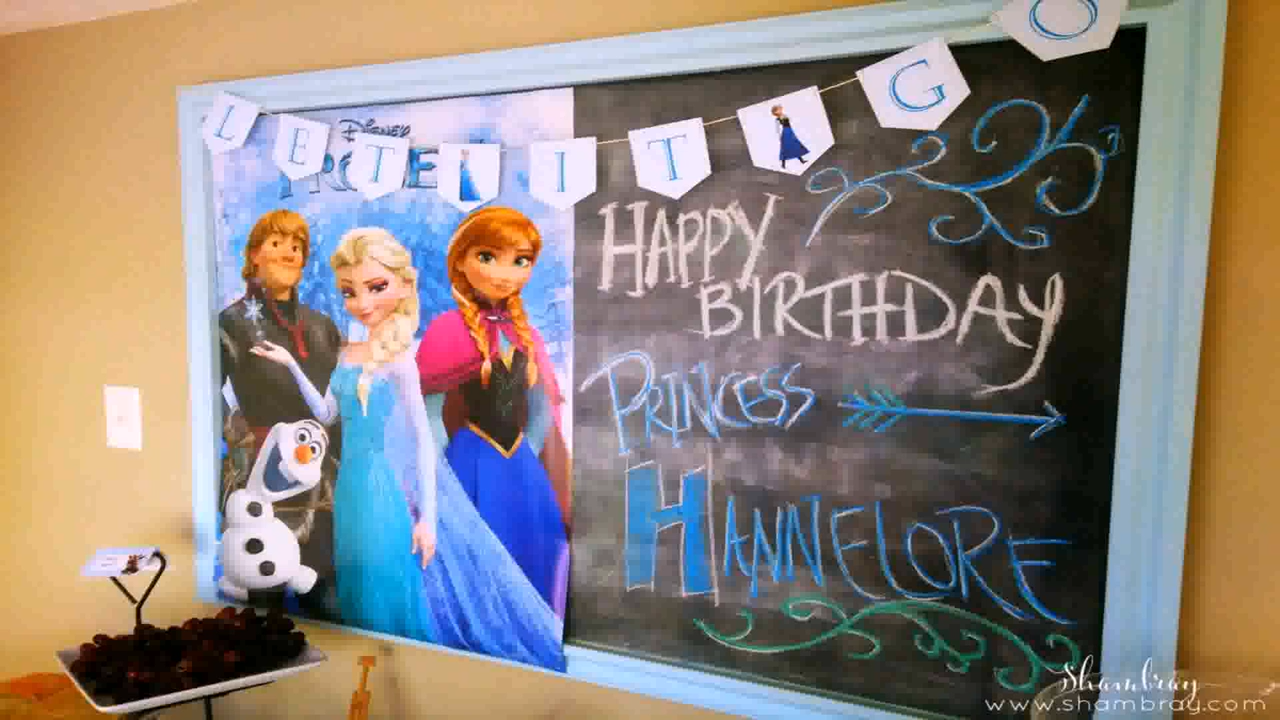 LET IT GO
DISNEY
FROZEN
HAPPY
BIRTHDAY
PRINCESS
HANNELORE
Shambray
www.shambray.com